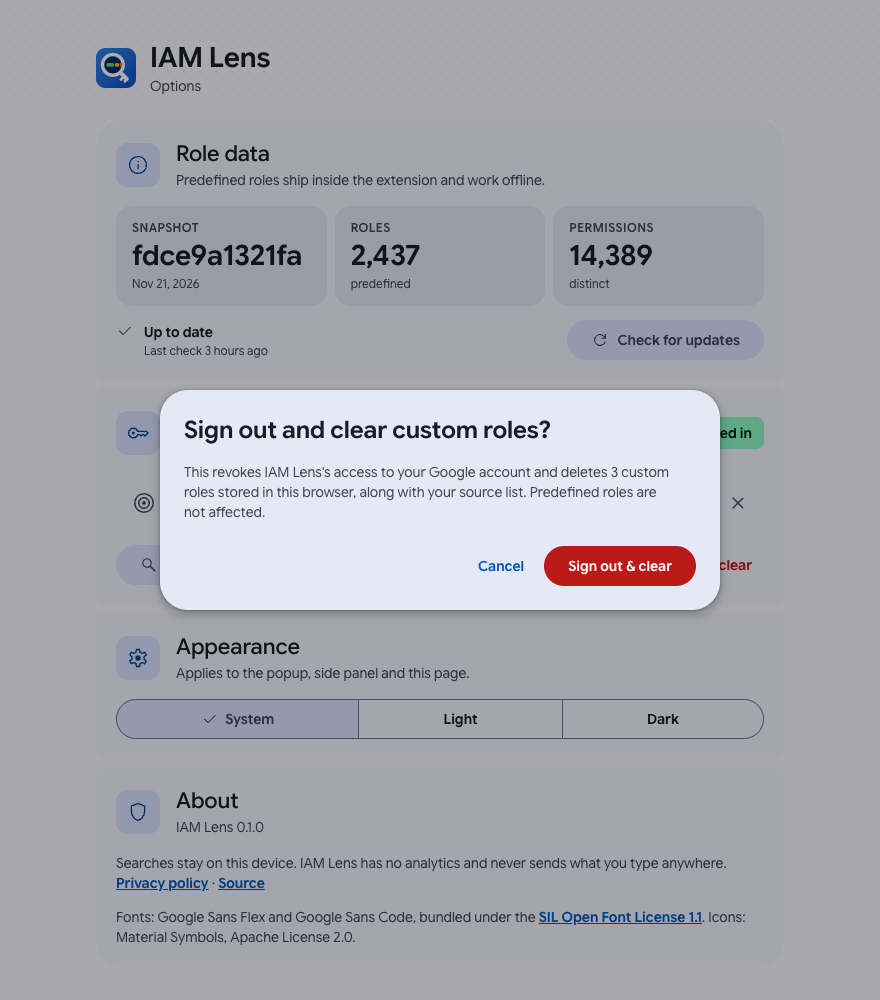 IAM Lens
Options
Role data
Predefined roles ship inside the extension and work offline.
SNAPSHOT
fdce9a1321fa
Nov 21, 2026
ROLES
2,437
predefined
PERMISSIONS
14,389
distinct
Up to date
Last check 3 hours ago
Check for updates
ed in
Sign out and clear custom roles?
This revokes IAM Lens's access to your Google account and deletes 3 custom
roles stored in this browser, along with your source list. Predefined roles are
not affected.
Cancel
Sign out & clear
clear
Appearance
Applies to the popup, side panel and this page.
System
Light
Dark
About
IAM Lens 0.1.0
Searches stay on this device. IAM Lens has no analytics and never sends what you type anywhere.
Privacy policy · Source
Fonts: Google Sans Flex and Google Sans Code, bundled under the SIL Open Font License 1.1. Icons:
Material Symbols, Apache License 2.0.